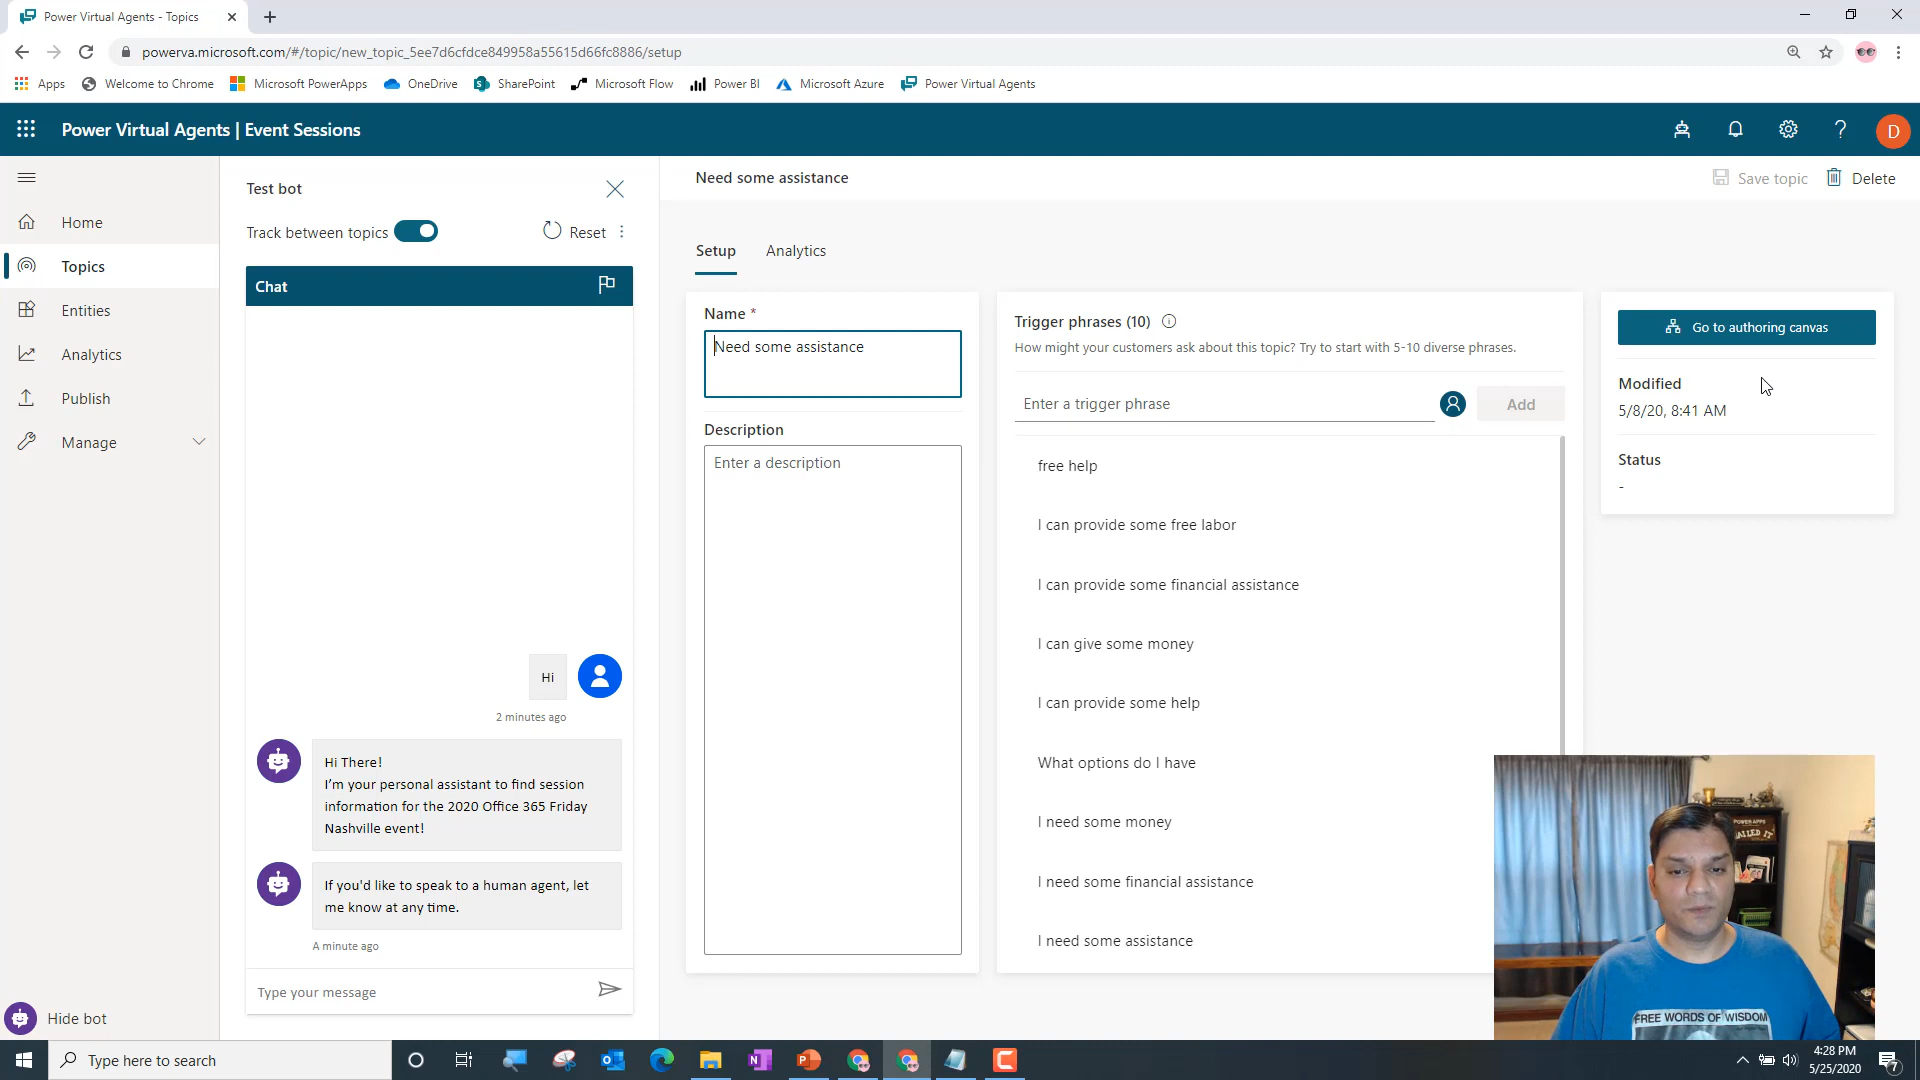 Power Virtual Agents - Topics
powerva.microsoft.com/#/topic/new_topic_5ee7d6cfdce849958a55615d66fc8886/setup
Apps Welcome to Chrome Microsoft PowerApps OneDrive SharePoint Microsoft Flow Power BI Microsoft Azure Power Virtual Agents
Power Virtual Agents | Event Sessions
D
Home
Topics
Entities
Analytics
Publish
Manage
Hide bot
Test bot
Track between topics
Reset
Chat
Hi
2 minutes ago
Hi There!
I'm your personal assistant to find session
information for the 2020 Office 365 Friday
Nashville event!
If you'd like to speak to a human agent, let
me know at any time.
A minute ago
Type your message
Need some assistance
Save topic Delete
Setup Analytics
Name *
Need some assistance
Description
Enter a description
Trigger phrases (10)
How might your customers ask about this topic? Try to start with 5-10 diverse phrases.
Enter a trigger phrase
Add
free help
I can provide some free labor
I can provide some financial assistance
I can give some money
I can provide some help
What options do I have
I need some money
I need some financial assistance
I need some assistance
Go to authoring canvas
Modified
5/8/20, 8:41 AM
Status
-
POWER APPS
NAILED IT
FREE WORDS OF WISDOM
Type here to search
4:28 PM
5/25/2020
7